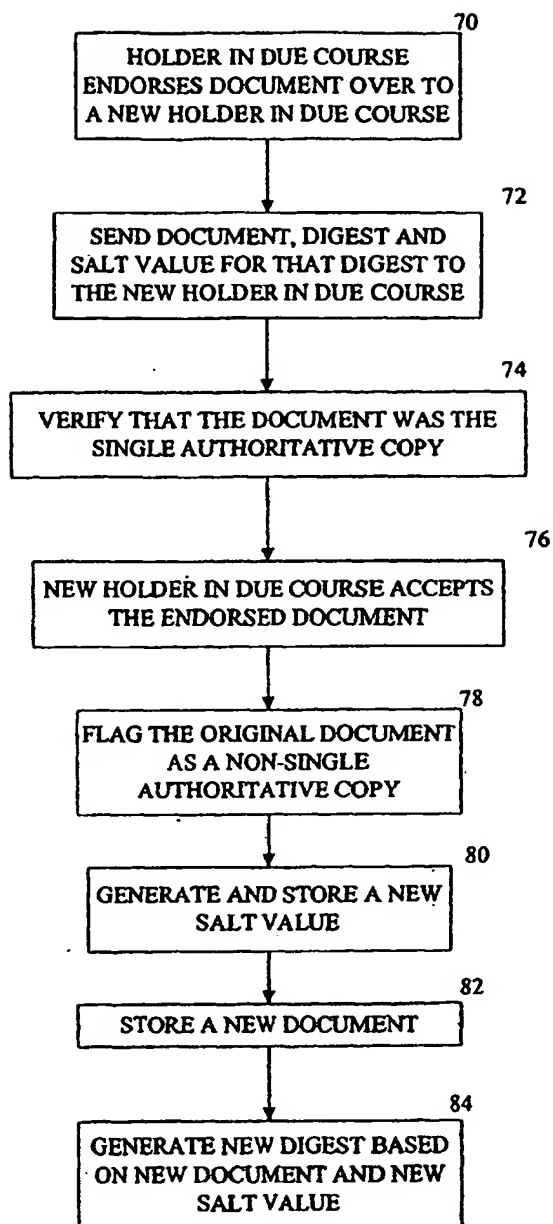 70
HOLDER IN DUE COURSE
ENDORSES DOCUMENT OVER TO
A NEW HOLDER IN DUE COURSE
72
SEND DOCUMENT, DIGEST AND
SALT VALUE FOR THAT DIGEST TO
THE NEW HOLDER IN DUE COURSE
74
VERIFY THAT THE DOCUMENT WAS THE
SINGLE AUTHORITATIVE COPY
76
NEW HOLDER IN DUE COURSE ACCEPTS
THE ENDORSED DOCUMENT
78
FLAG THE ORIGINAL DOCUMENT
AS A NON-SINGLE
AUTHORITATIVE COPY
80
GENERATE AND STORE A NEW
SALT VALUE
82
STORE A NEW DOCUMENT
84
GENERATE NEW DIGEST BASED
ON NEW DOCUMENT AND NEW
SALT VALUE